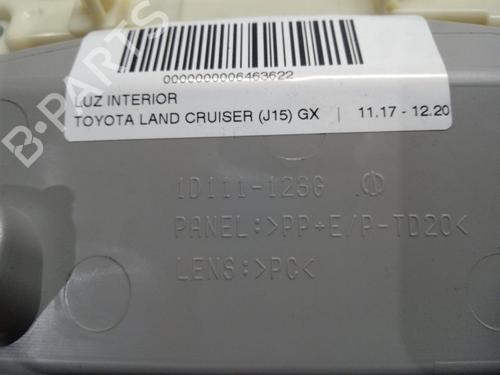 0000000006463622
LUZ INTERIOR
TOYOTA LAND CRUISER (J15) GX | 11.17 - 12.20
1D111-123G
PANEL:>PP+E/P-TD20<
LENS:>PC<
B-PARTS